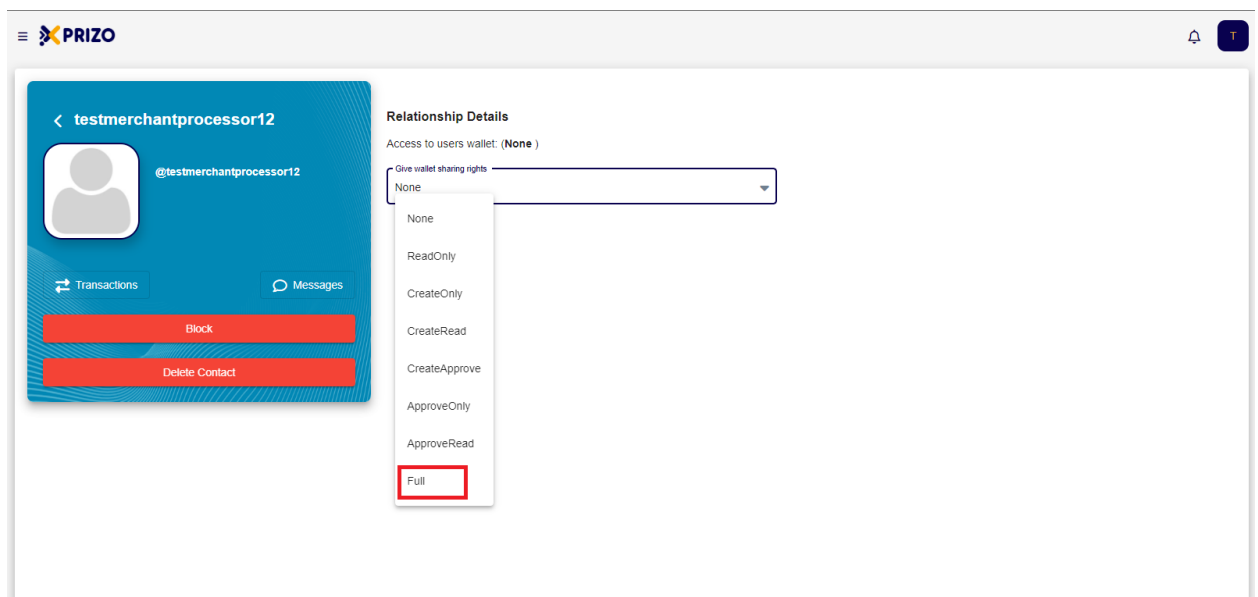 PRIZO
T
testmerchantprocessor12
@testmerchantprocessor12
Transactions
Messages
Block
Delete Contact
Relationship Details
Access to users wallet: (None )
Give wallet sharing rights
None
None
ReadOnly
CreateOnly
CreateRead
CreateApprove
ApproveOnly
ApproveRead
Full